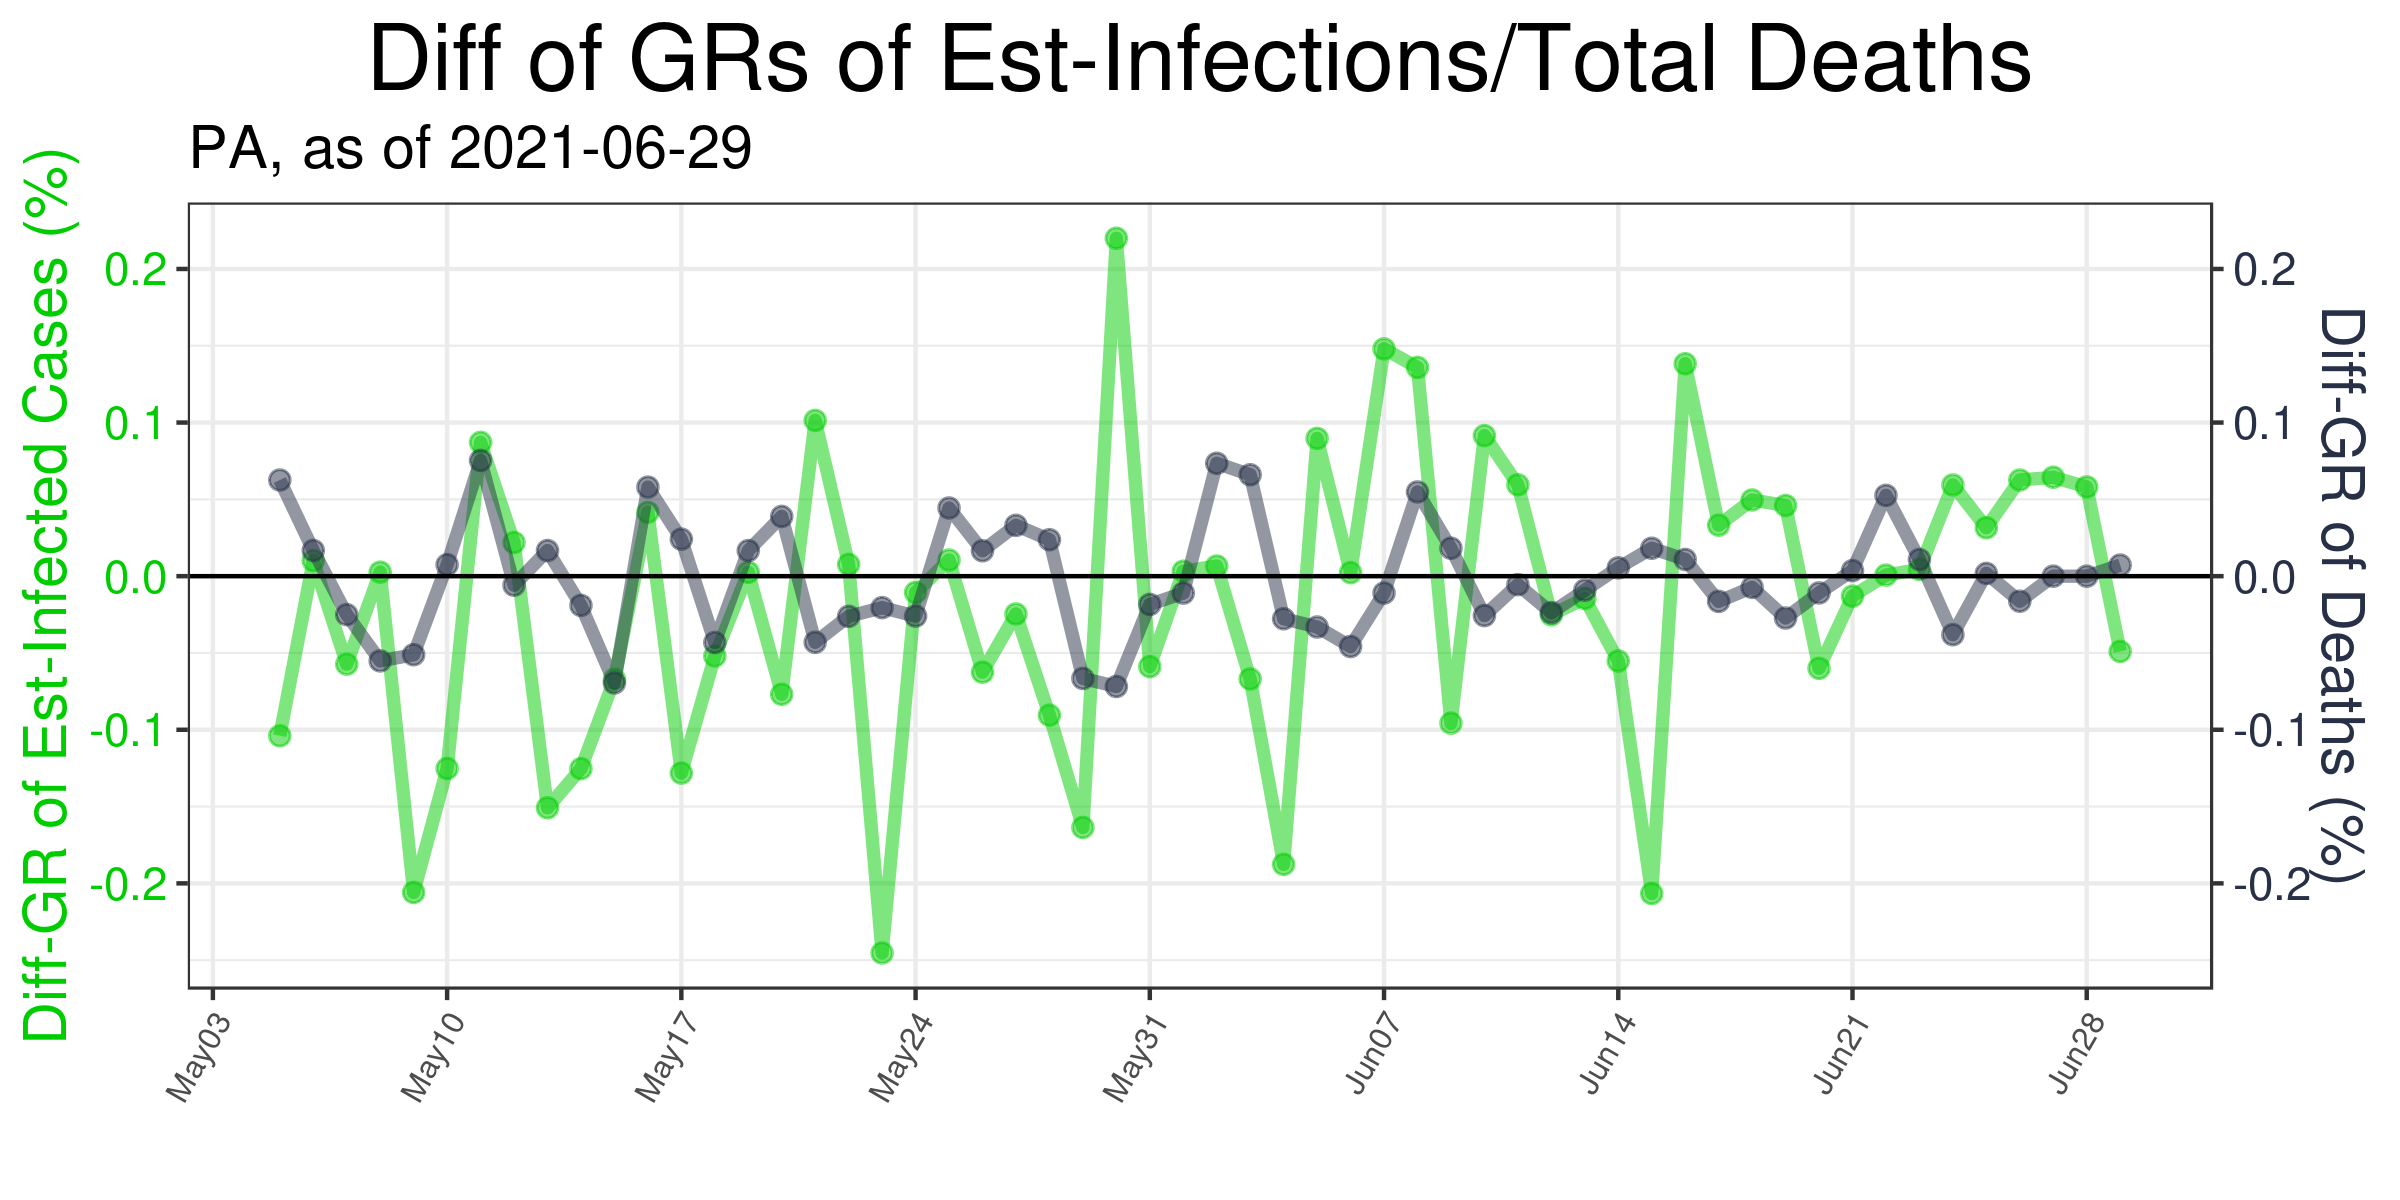 Diff of GRs of Est-Infections/Total Deaths
PA, as of 2021-06-29
Diff-GR of Est-Infected Cases (%)
0.2
0.1
0.0
-0.1
-0.2
0.2
0.1
0.0
-0.1
-0.2
Diff-GR of Deaths (%)
May03
May10
May17
May24
May31
Jun07
Jun14
Jun21
Jun28